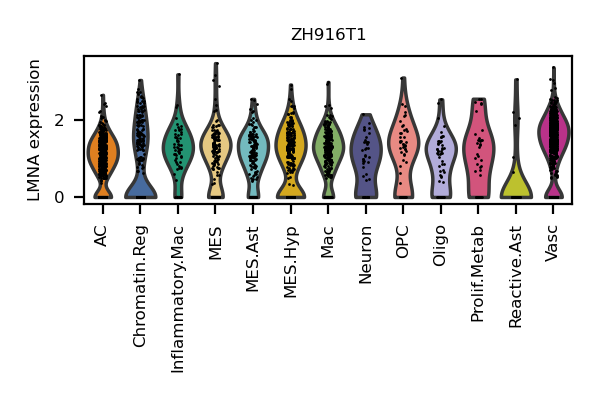 ZH916T1
LMNA expression
2
0
AC
Chromatin.Reg
Inflammatory.Mac
MES
MES.Ast
MES.Hyp
Mac
Neuron
OPC
Oligo
Prolif.Metab
Reactive.Ast
Vasc